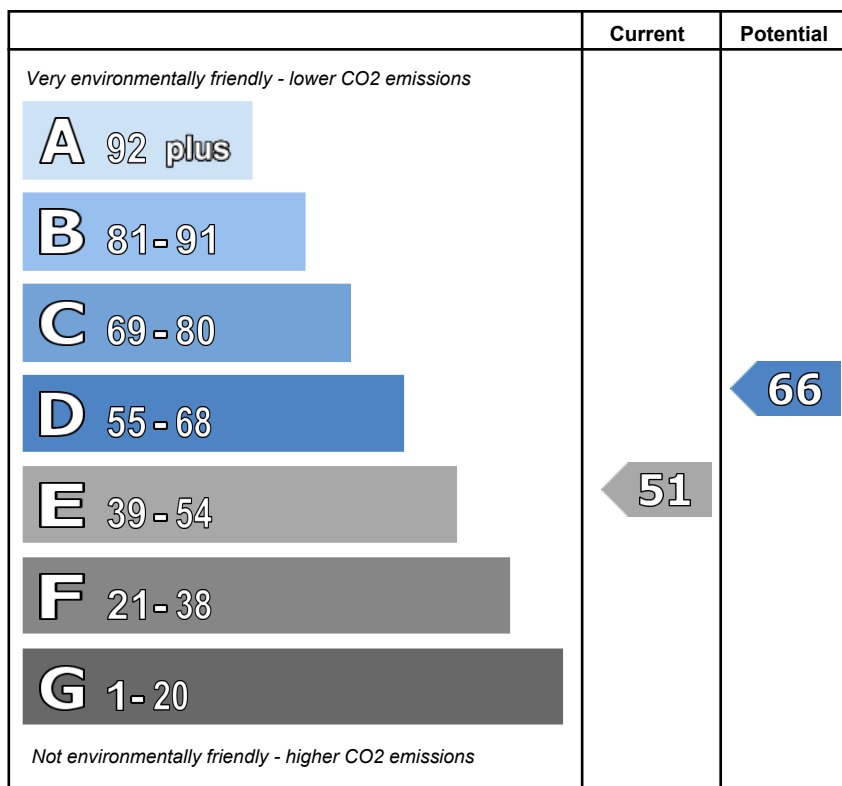 Current Potential
Very environmentally friendly - lower CO2 emissions
A 92 plus
B 81-91
C 69-80
D 55-68
66
E 39-54
51
F 21-38
G 1-20
Not environmentally friendly - higher CO2 emissions